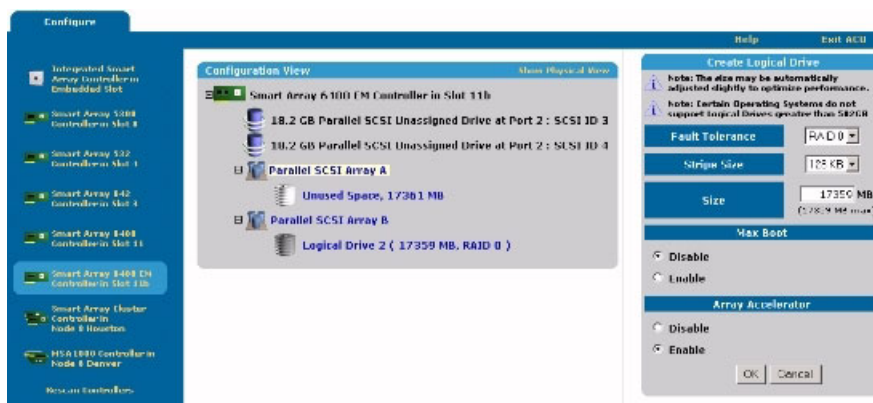 Configure
Help
Exit ACU
Integrated Smart
Array Controller in
Embedded Slot
Smart Array 5300
Controller in Slot 8
Smart Array 532
Controller in Slot 1
Smart Array 642
Controller in Slot 3
Smart Array 6400
Controller in Slot 11
Smart Array 6400 EM
Controller in Slot 11b
Smart Array Cluster
Controller in
Node 0 Houston
MSA1000 Controller in
Node 0 Denver
Rescan Controllers
Configuration View
Show Physical View
Smart Array 6400 EM Controller in Slot 11b
18.2 GB Parallel SCSI Unassigned Drive at Port 2 : SCSI ID 3
18.2 GB Parallel SCSI Unassigned Drive at Port 2 : SCSI ID 4
Parallel SCSI Array A
Unused Space, 17361 MB
Parallel SCSI Array B
Logical Drive 2 ( 17359 MB, RAID 0 )
Create Logical Drive
Note: The size may be automatically
adjusted slightly to optimize performance.
Note: Certain Operating Systems do not
support Logical Drives greater than 502GB
Fault Tolerance
RAID 0
Stripe Size
128 KB
Size
17359 MB
(17359 MB max)
Max Boot
Disable
Enable
Array Accelerator
Disable
Enable
OK
Cancel